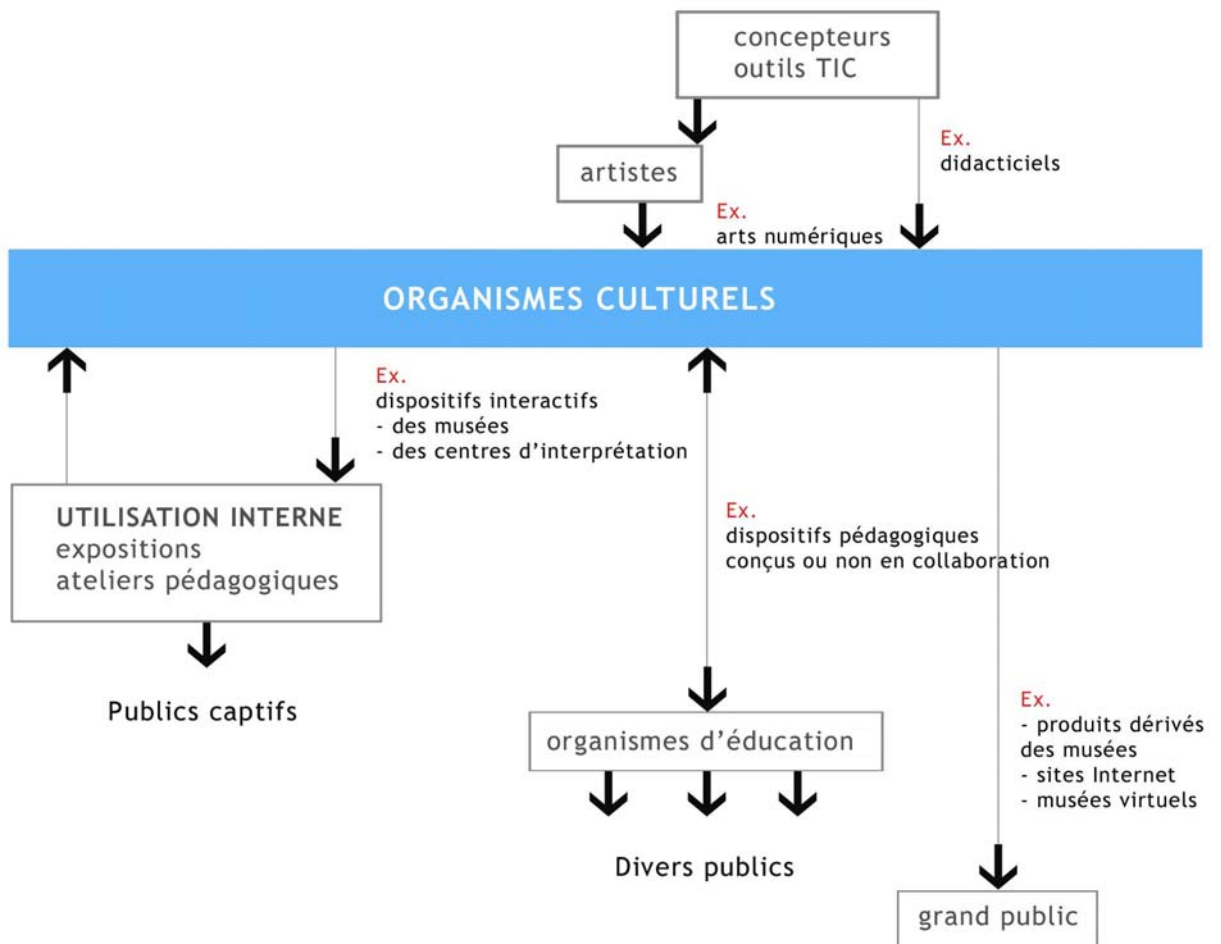 concepteurs
outils TIC
Ex.
didacticiels
artistes
Ex.
arts numériques
ORGANISMES CULTURELS
Ex.
dispositifs interactifs
- des musées
- des centres d’interprétation
UTILISATION INTERNE
expositions
ateliers pédagogiques
Publics captifs
Ex.
dispositifs pédagogiques
conçus ou non en collaboration
organismes d’éducation
Divers publics
Ex.
- produits dérivés
des musées
- sites Internet
- musées virtuels
grand public